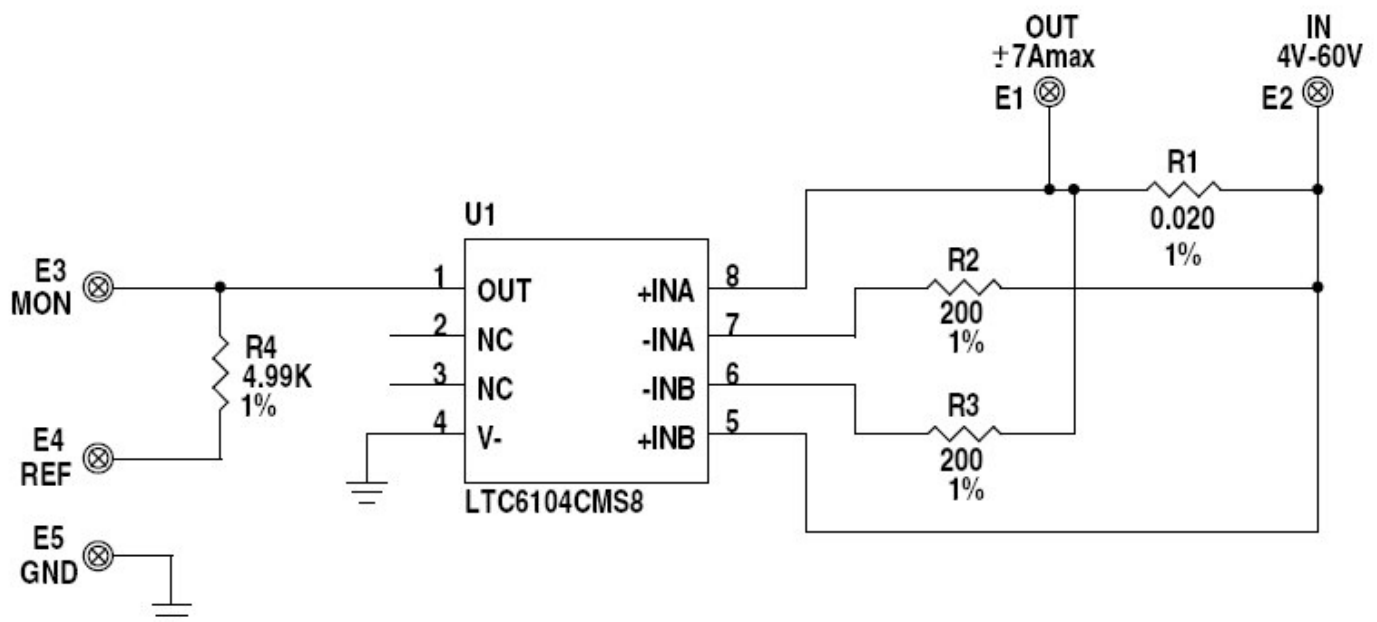 OUT
±7Amax
E1
IN
4V-60V
E2
R1
0.020
1%
U1
E3
MON
R4
4.99K
1%
E4
REF
E5
GND
1
OUT
2
NC
3
NC
4
V-
+INA
8
-INA
7
-INB
6
+INB
5
LTC6104CMS8
R2
200
1%
R3
200
1%